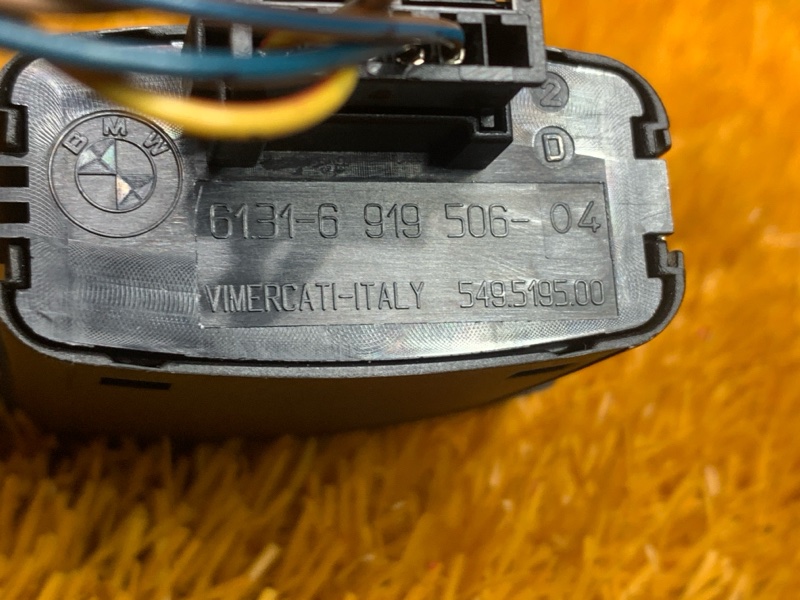 2
D
BMW
6131-6 919 506-04
VIMERCATI-ITALY 549.5195.00